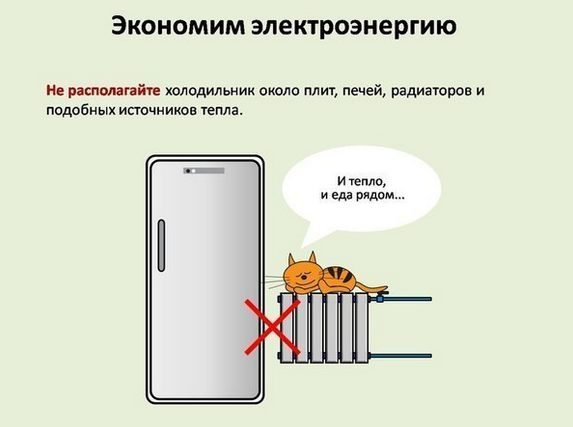 Экономим электроэнергию
Не располагайте холодильник около плит, печей, радиаторов и
подобных источников тепла.
И тепло,
и еда рядом...